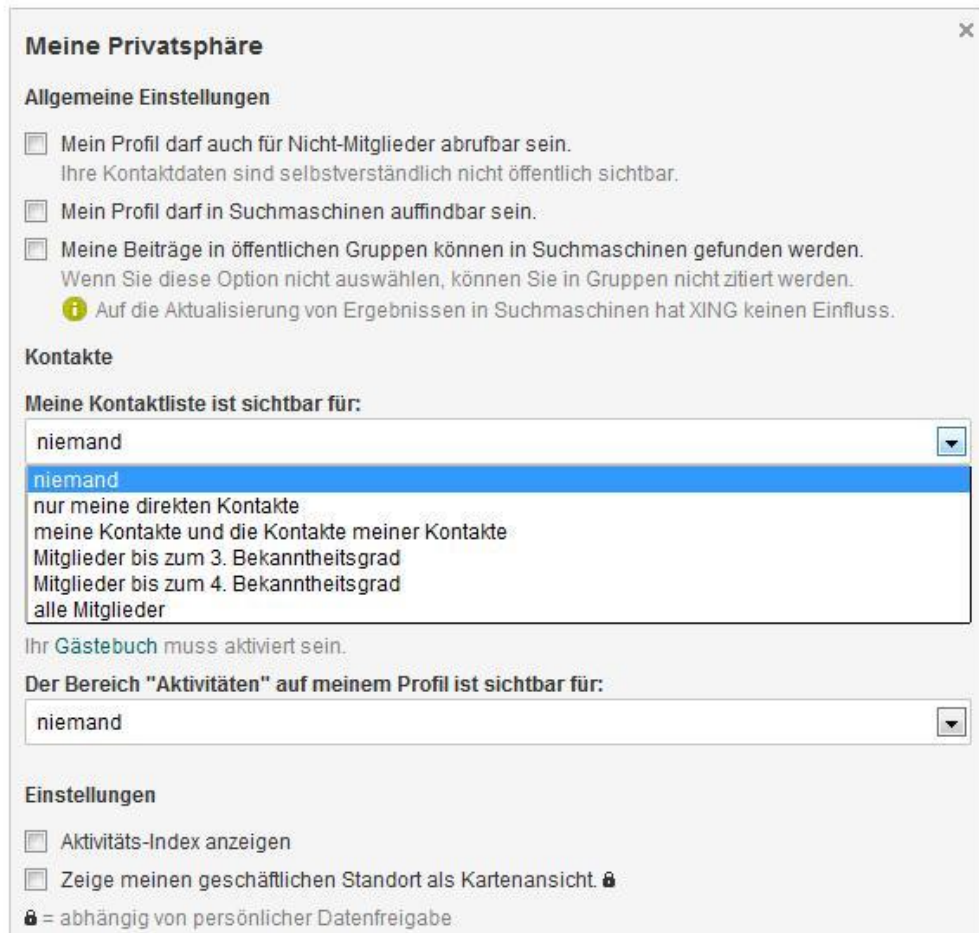 Meine Privatsphäre
Allgemeine Einstellungen
Mein Profil darf auch für Nicht-Mitglieder abrufbar sein.
Ihre Kontaktdaten sind selbstverständlich nicht öffentlich sichtbar.
Mein Profil darf in Suchmaschinen auffindbar sein.
Meine Beiträge in öffentlichen Gruppen können in Suchmaschinen gefunden werden.
Wenn Sie diese Option nicht auswählen, können Sie in Gruppen nicht zitiert werden.
Auf die Aktualisierung von Ergebnissen in Suchmaschinen hat XING keinen Einfluss.
Kontakte
Meine Kontaktliste ist sichtbar für:
niemand
niemand
nur meine direkten Kontakte
meine Kontakte und die Kontakte meiner Kontakte
Mitglieder bis zum 3. Bekanntheitsgrad
Mitglieder bis zum 4. Bekanntheitsgrad
alle Mitglieder
Ihr Gästebuch muss aktiviert sein.
Der Bereich "Aktivitäten" auf meinem Profil ist sichtbar für:
niemand
Einstellungen
Aktivitäts-Index anzeigen
Zeige meinen geschäftlichen Standort als Kartenansicht.
= abhängig von persönlicher Datenfreigabe